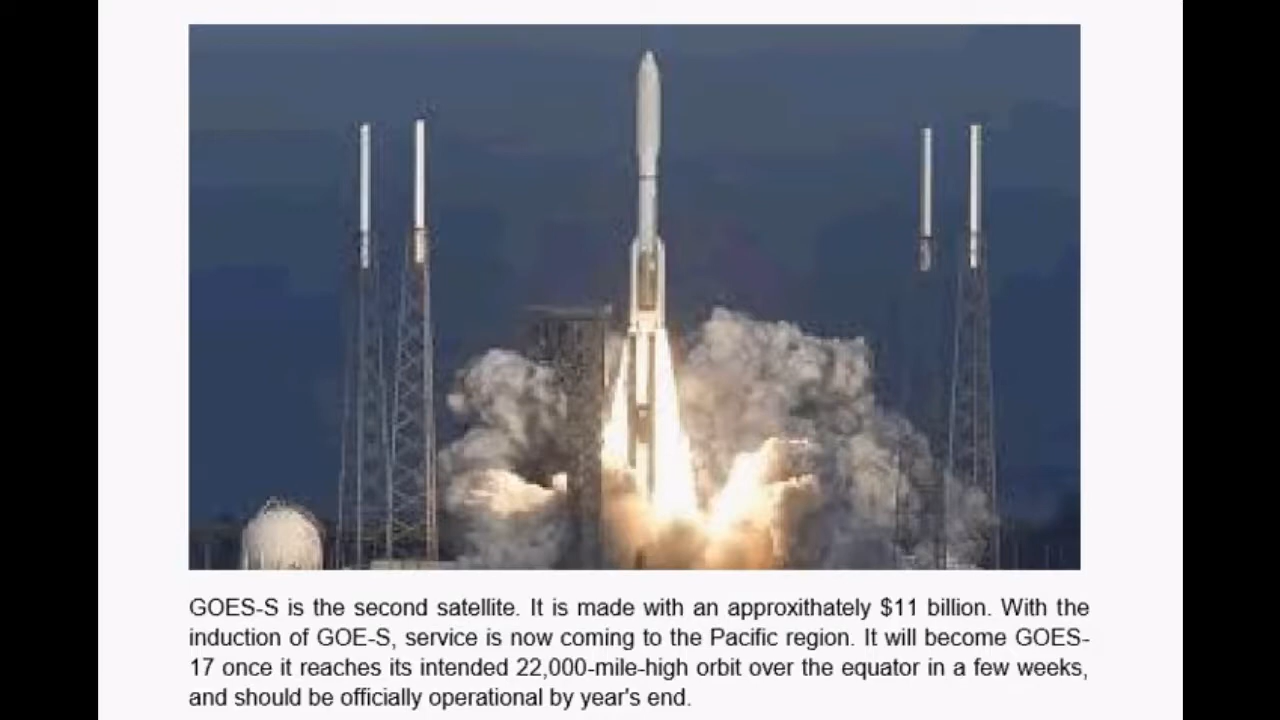 GOES-S is the second satellite. It is made with an approxithately $11 billion. With the
induction of GOE-S, service is now coming to the Pacific region. It will become GOES-
17 once it reaches its intended 22,000-mile-high orbit over the equator in a few weeks,
and should be officially operational by year's end.